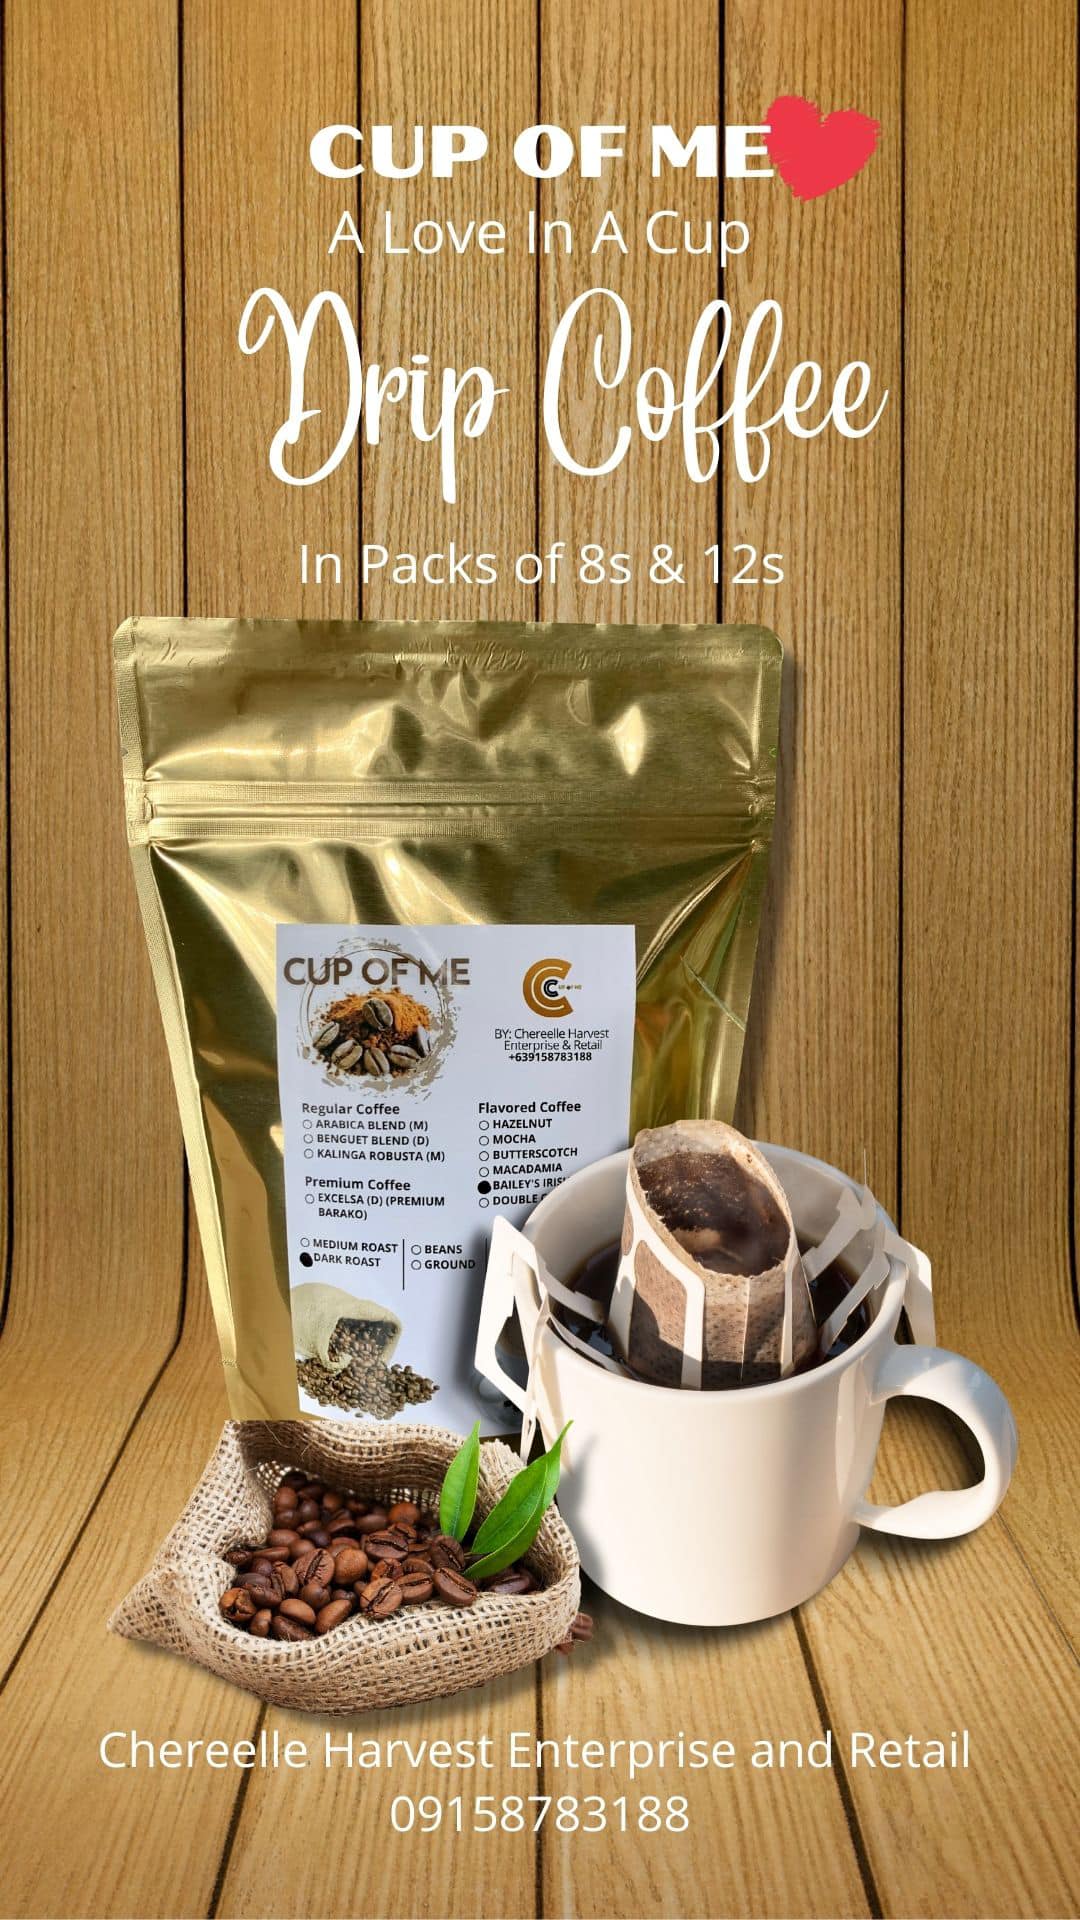 CUP OF ME
A Love In A Cup
Drip Coffee
In Packs of 8s & 12s
CUP OF ME
BY: Chereelle Harvest
Enterprise & Retail
+639158783188
Regular Coffee
ARABICA BLEND (M)
BENGUET BLEND (D)
KALINGA ROBUSTA (M)
Premium Coffee
EXCELSA (D) (PREMIUM
BARAKO)
MEDIUM ROAST
DARK ROAST
BEANS
GROUND
Flavored Coffee
HAZELNUT
MOCHA
BUTTERSCOTCH
MACADAMIA
BAILEY'S
DOUBLE
Chereelle Harvest Enterprise and Retail
09158783188